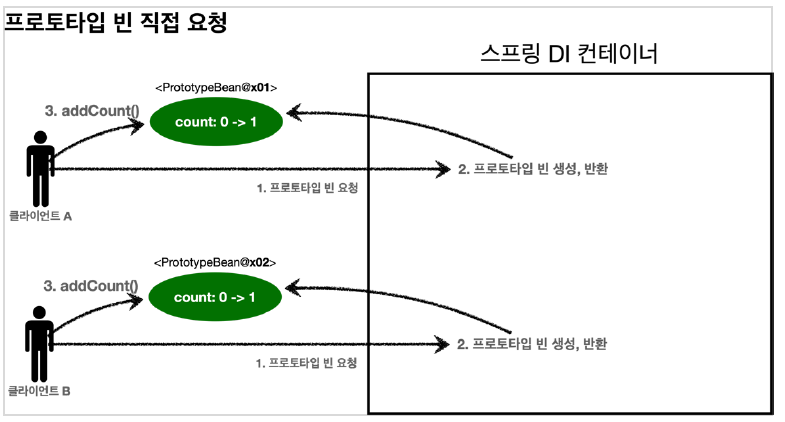 프로토타입 빈 직접 요청
스프링 DI 컨테이너
<PrototypeBean@x01>
3. addCount()
count: 0 -> 1
2. 프로토타입 빈 생성, 반환
1. 프로토타입 빈 요청
클라이언트 A
<PrototypeBean@x02>
3. addCount()
count: 0 -> 1
2. 프로토타입 빈 생성, 반환
1. 프로토타입 빈 요청
클라이언트 B